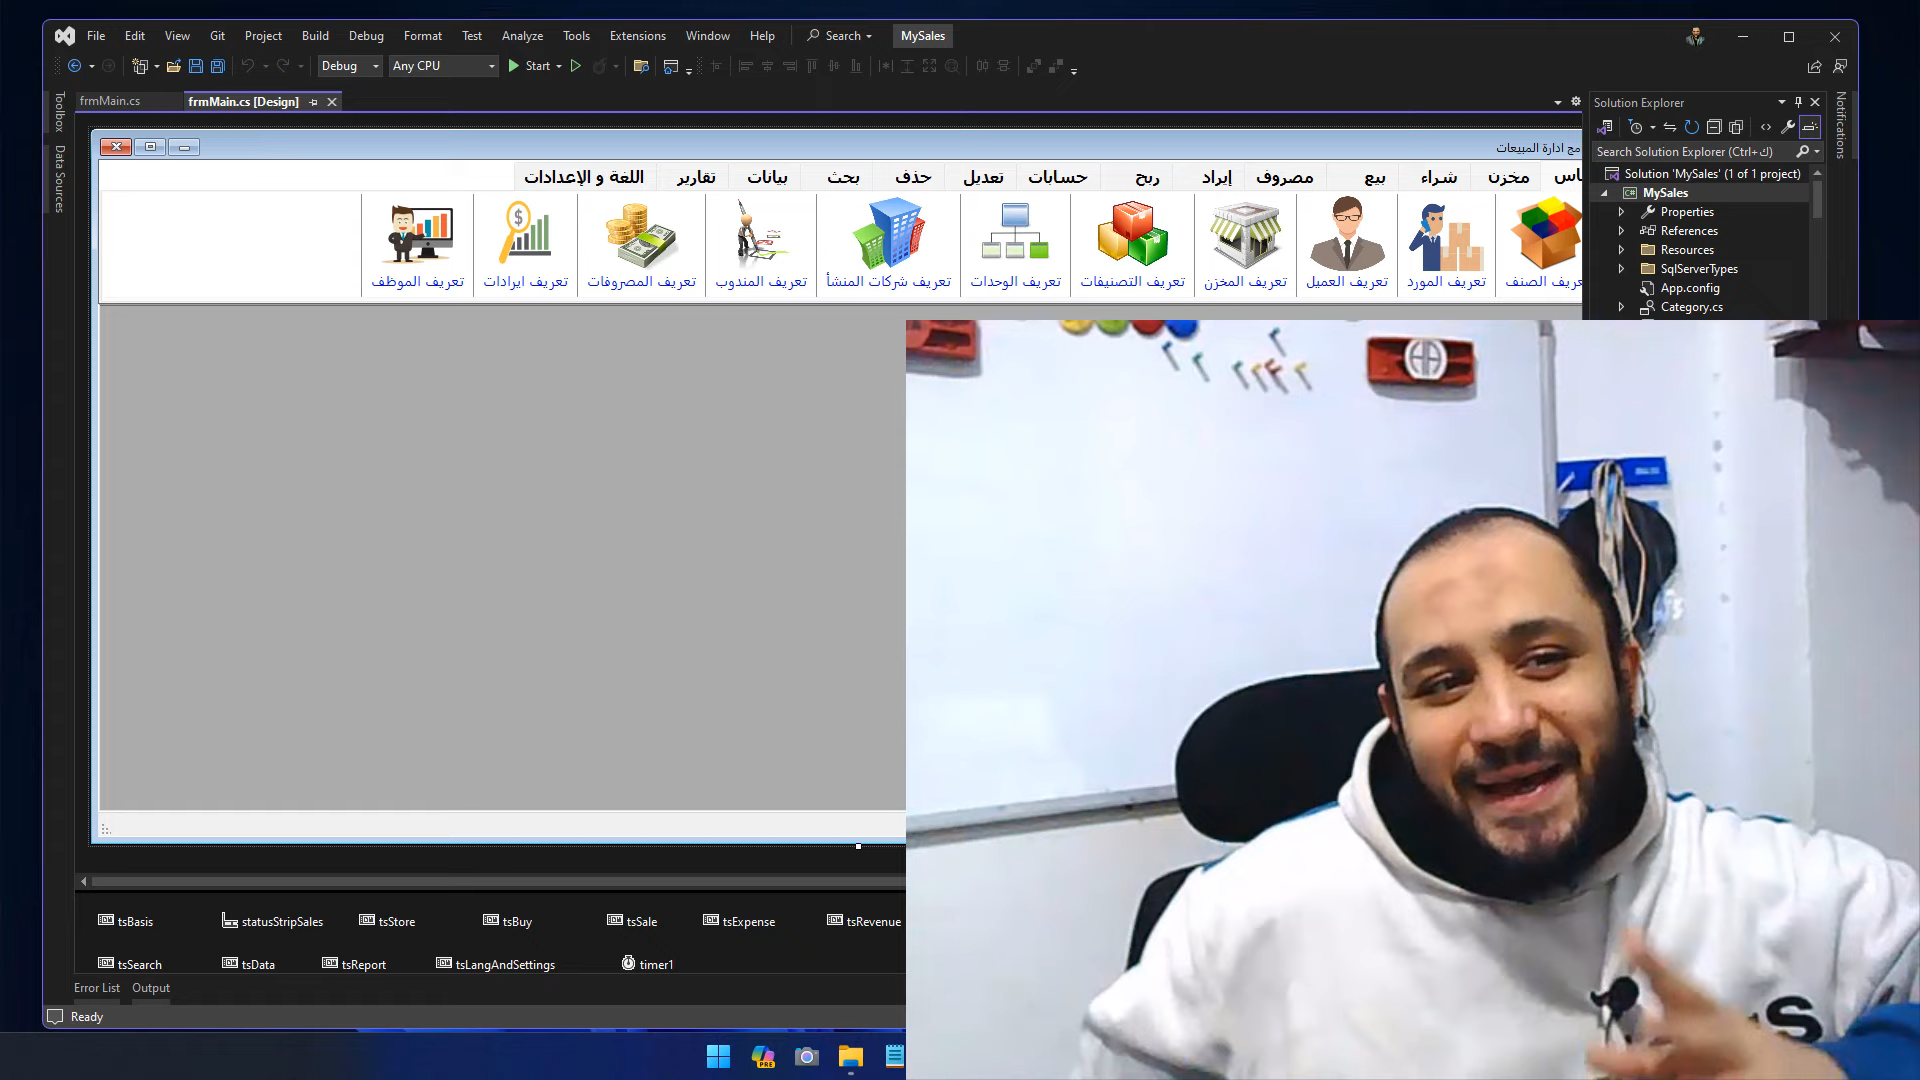 File Edit View Git Project Build Debug Format Test Analyze Tools Extensions Window Help Search MySales
Debug Any CPU Start
Toolbox
Data Sources
frmMain.cs
frmMain.cs [Design]
Solution Explorer
Notifications
Search Solution Explorer (Ctrl+ك)
Solution 'MySales' (1 of 1 project)
MySales
Properties
References
Resources
SqlServerTypes
App.config
Category.cs
ادارة المبيعات
مخزن شراء بيع مصروف إيراد ربح حسابات تعديل حذف بحث بيانات تقارير اللغة و الإعدادات
الصنف تعريف المورد تعريف العميل تعريف المخزن تعريف التصنيفات تعريف الوحدات تعريف شركات المنشأ تعريف المندوب تعريف المصروفات تعريف ايرادات تعريف الموظف
tsBasis statusStripSales tsStore tsBuy tsSale tsExpense tsRevenue
tsSearch tsData tsReport tsLangAndSettings timer1
Error List Output
Ready
PRE